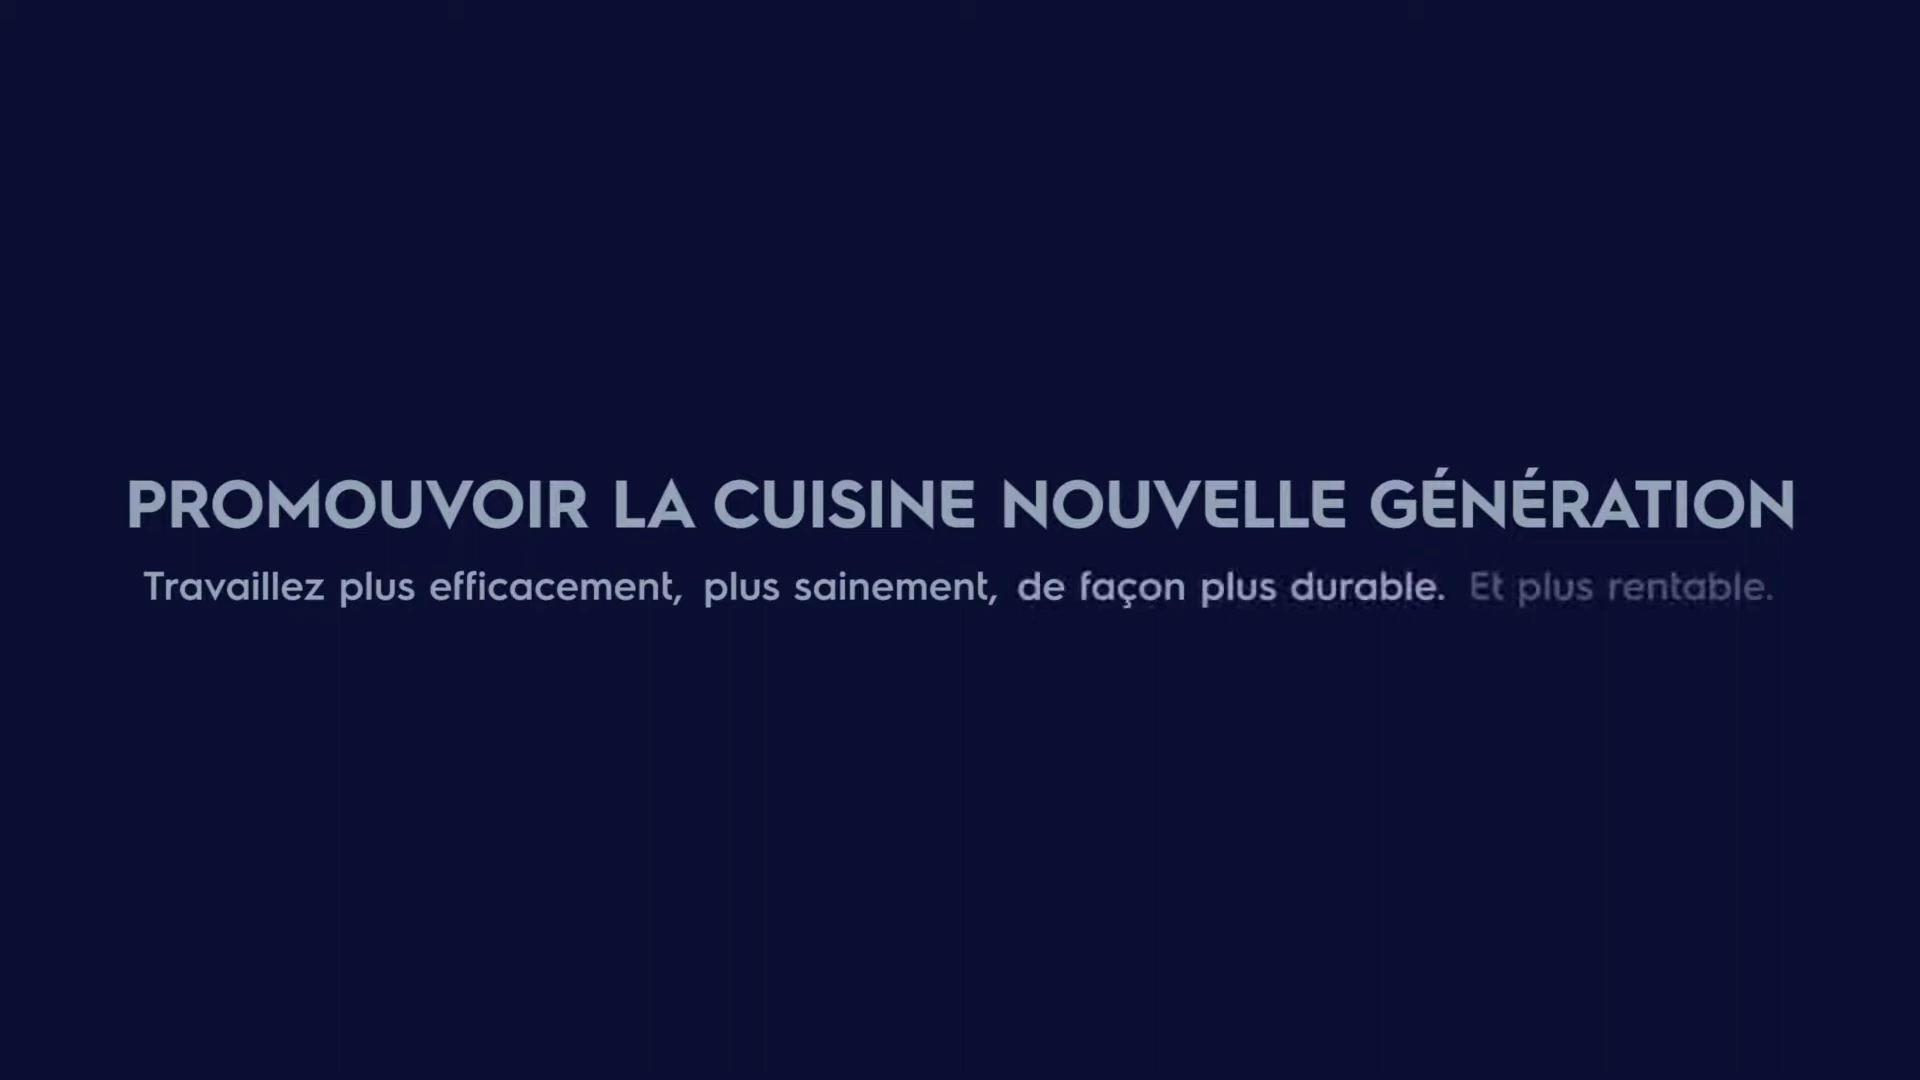 PROMOUVOIR LA CUISINE NOUVELLE GÉNÉRATION
Travaillez plus efficacement, plus sainement, de façon plus durable. Et plus rentable.